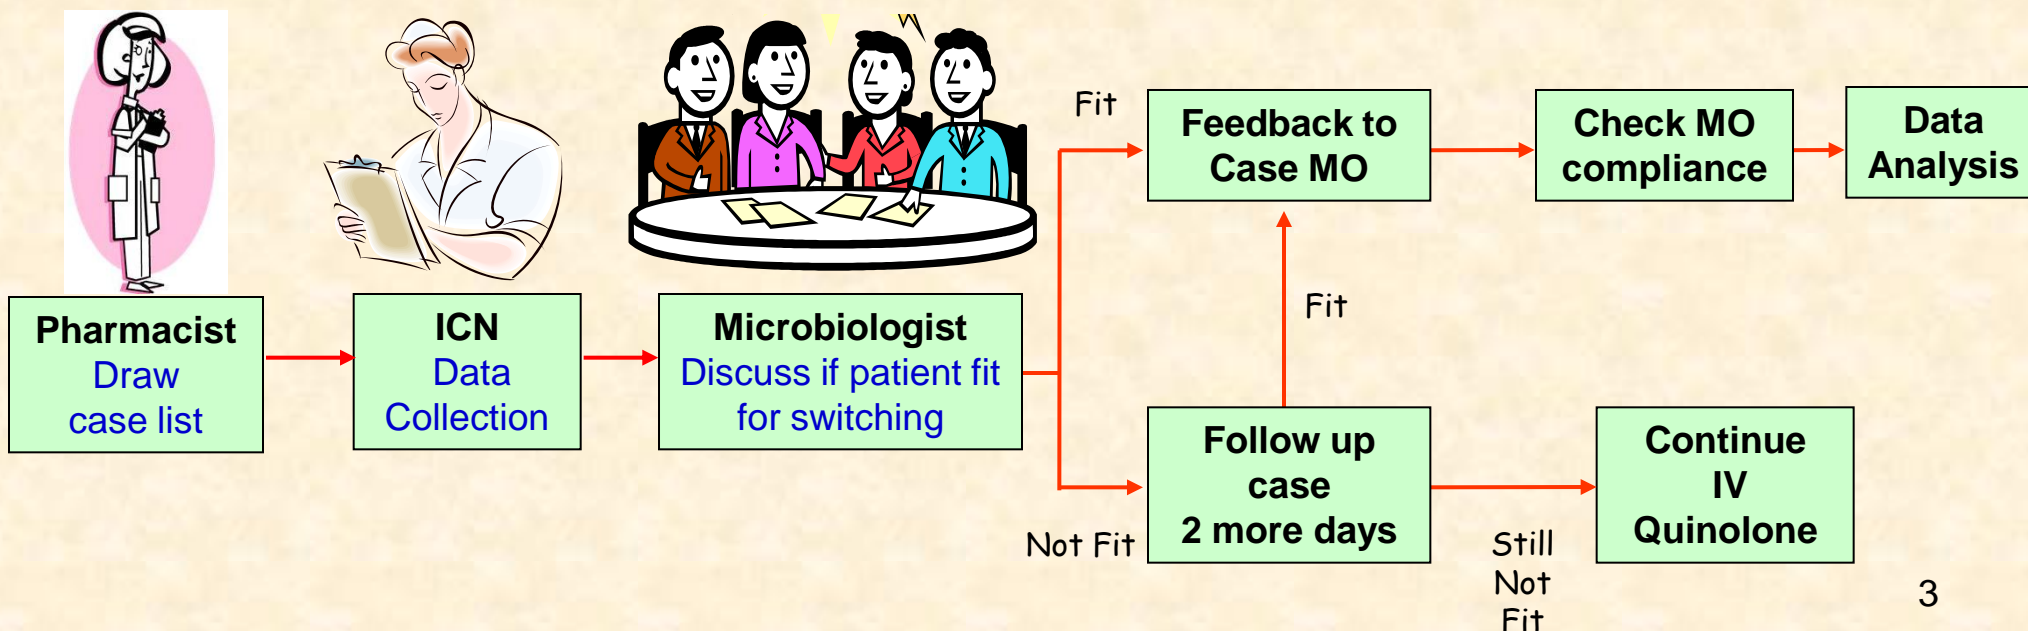 Pharmacist
Draw
case list
ICN
Data
Collection
Microbiologist
Discuss if patient fit
for switching
Fit
Feedback to
Case MO
Check MO
compliance
Data
Analysis
Fit
Not Fit
Follow up
case
2 more days
Still
Not
Fit
Continue
IV
Quinolone
3